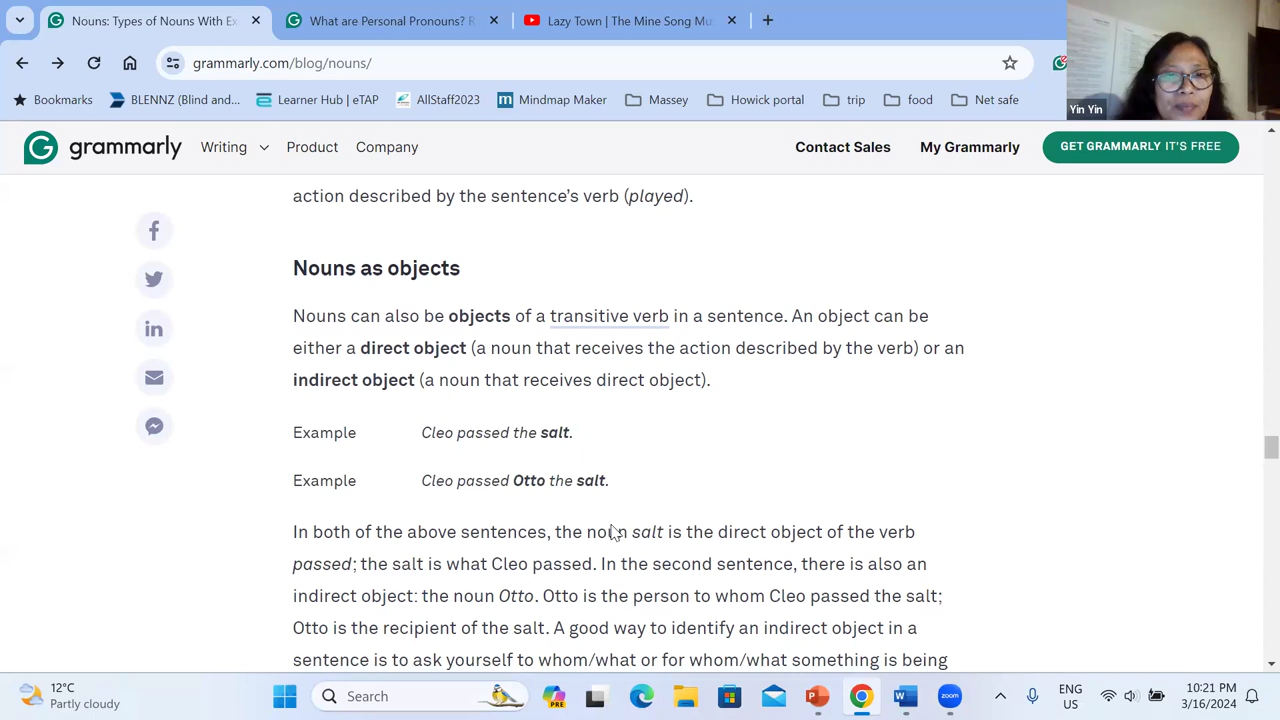 Nouns: Types of Nouns With Ex
What are Personal Pronouns? R
Lazy Town | The Mine Song Mu
grammarly.com/blog/nouns/
Bookmarks
BLENNZ (Blind and...
Learner Hub | eTAP
AllStaff2023
Mindmap Maker
Massey
Howick portal
trip
food
Net safe
Yin Yin
grammarly
Writing
Product
Company
Contact Sales
My Grammarly
GET GRAMMARLY IT'S FREE
action described by the sentence's verb (played).
Nouns as objects
Nouns can also be objects of a transitive verb in a sentence. An object can be
either a direct object (a noun that receives the action described by the verb) or an
indirect object (a noun that receives direct object).
Example Cleo passed the salt.
Example Cleo passed Otto the salt.
In both of the above sentences, the noun salt is the direct object of the verb
passed; the salt is what Cleo passed. In the second sentence, there is also an
indirect object: the noun Otto. Otto is the person to whom Cleo passed the salt;
Otto is the recipient of the salt. A good way to identify an indirect object in a
sentence is to ask yourself to whom/what or for whom/what something is being
12°C
Partly cloudy
Search
PRE
zoom
ENG
US
10:21 PM
3/16/2024